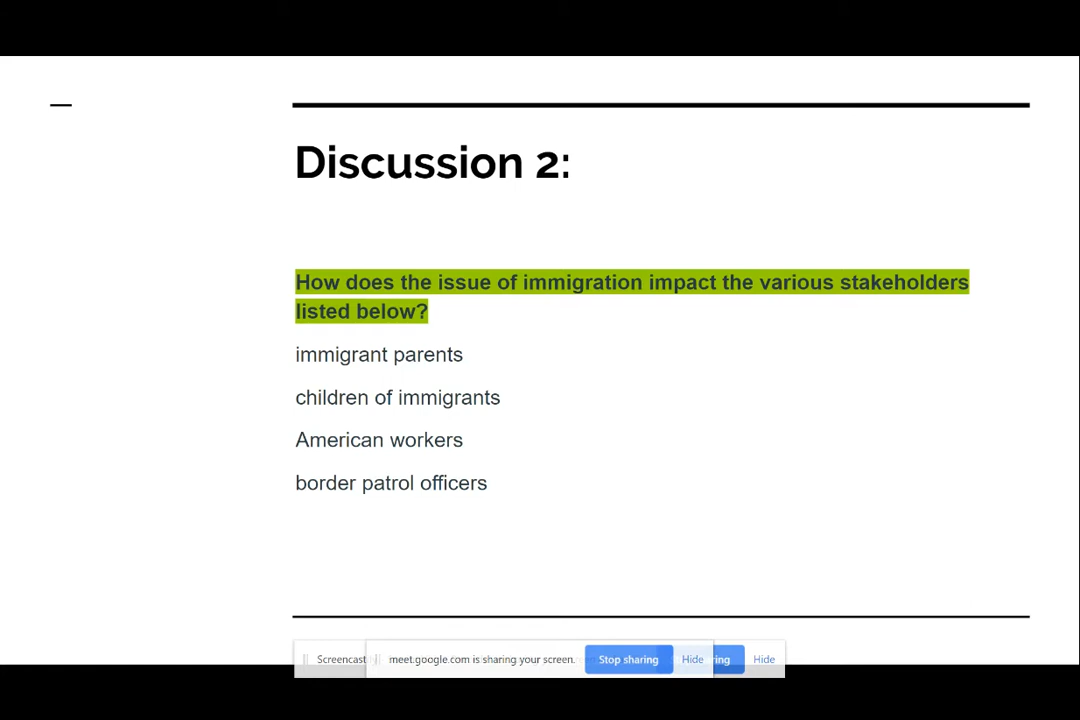 Discussion 2:
How does the issue of immigration impact the various stakeholders
listed below?
immigrant parents
children of immigrants
American workers
border patrol officers
Screencast meet.google.com is sharing your screen. Stop sharing Hide Hide